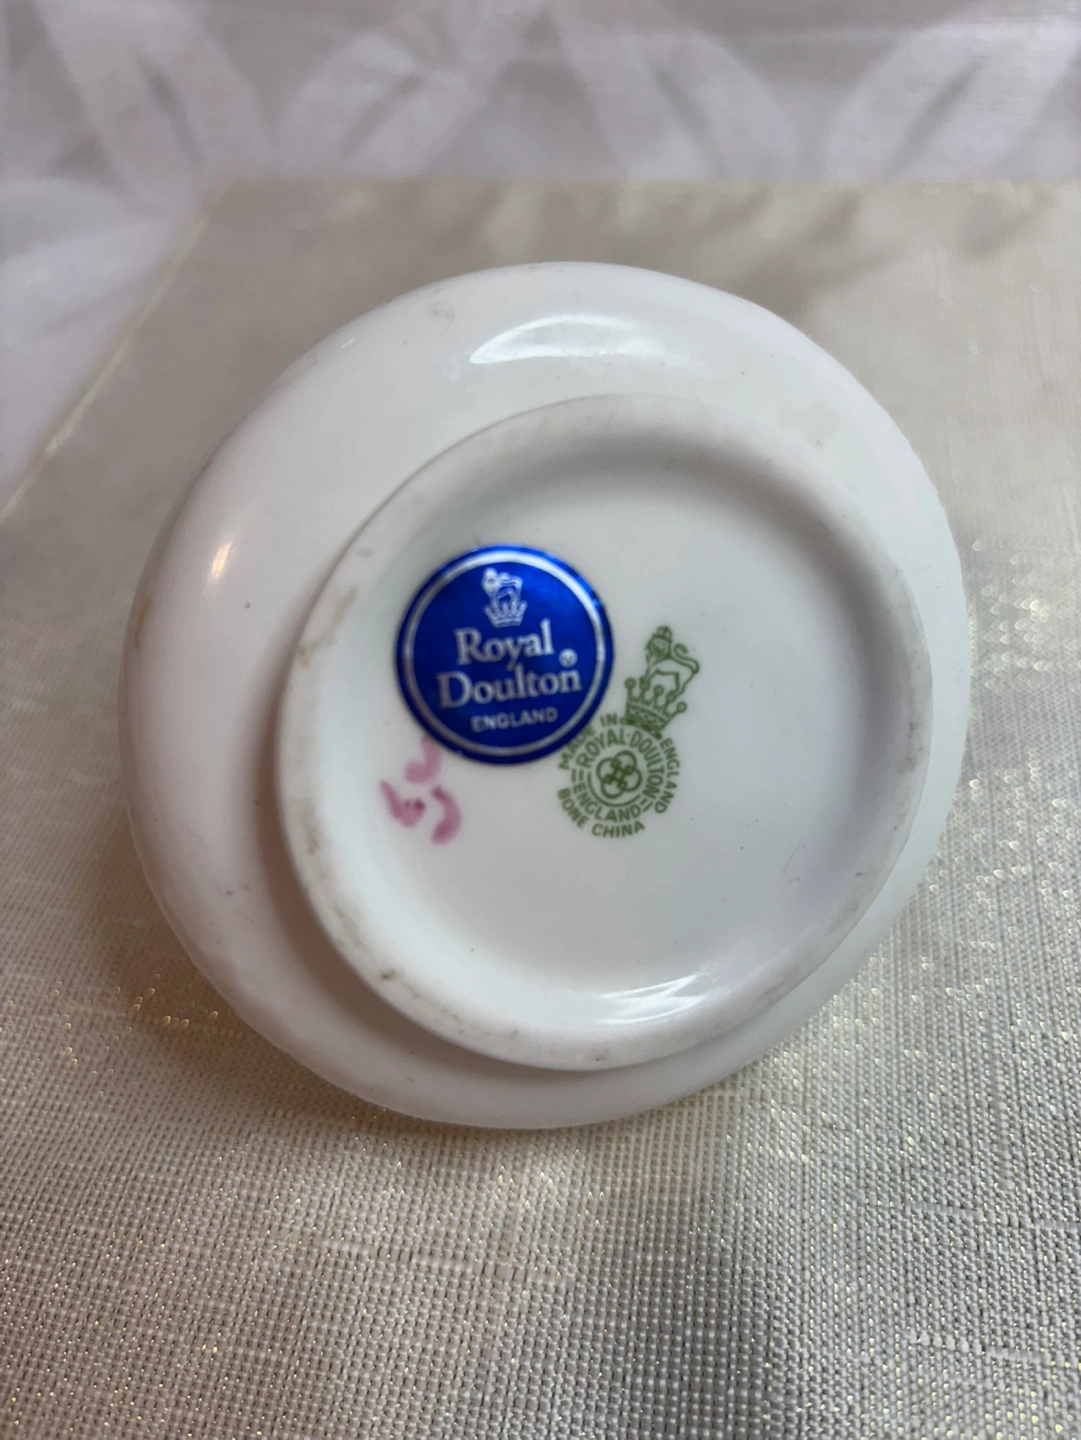 Royal
Doulton®
ENGLAND
MADE IN ENGLAND
ROYAL·DOULTON
ENGLAND
BONE CHINA